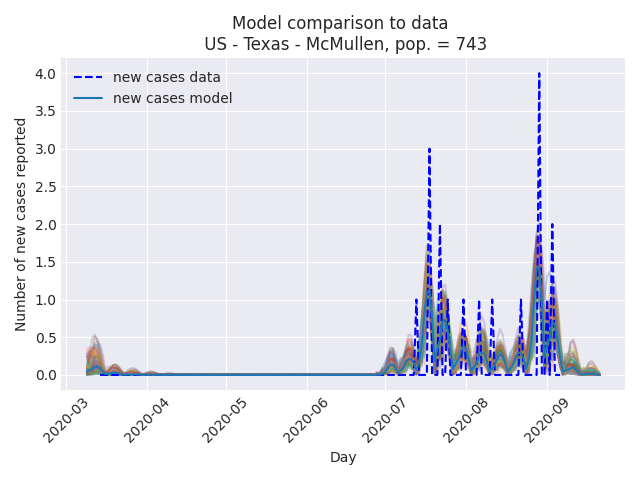 Model comparison to data
US - Texas - McMullen, pop. = 743
new cases data
new cases model
Number of new cases reported
4.0
3.5
3.0
2.5
2.0
1.5
1.0
0.5
0.0
2020-03
2020-04
2020-05
2020-06
2020-07
2020-08
2020-09
Day